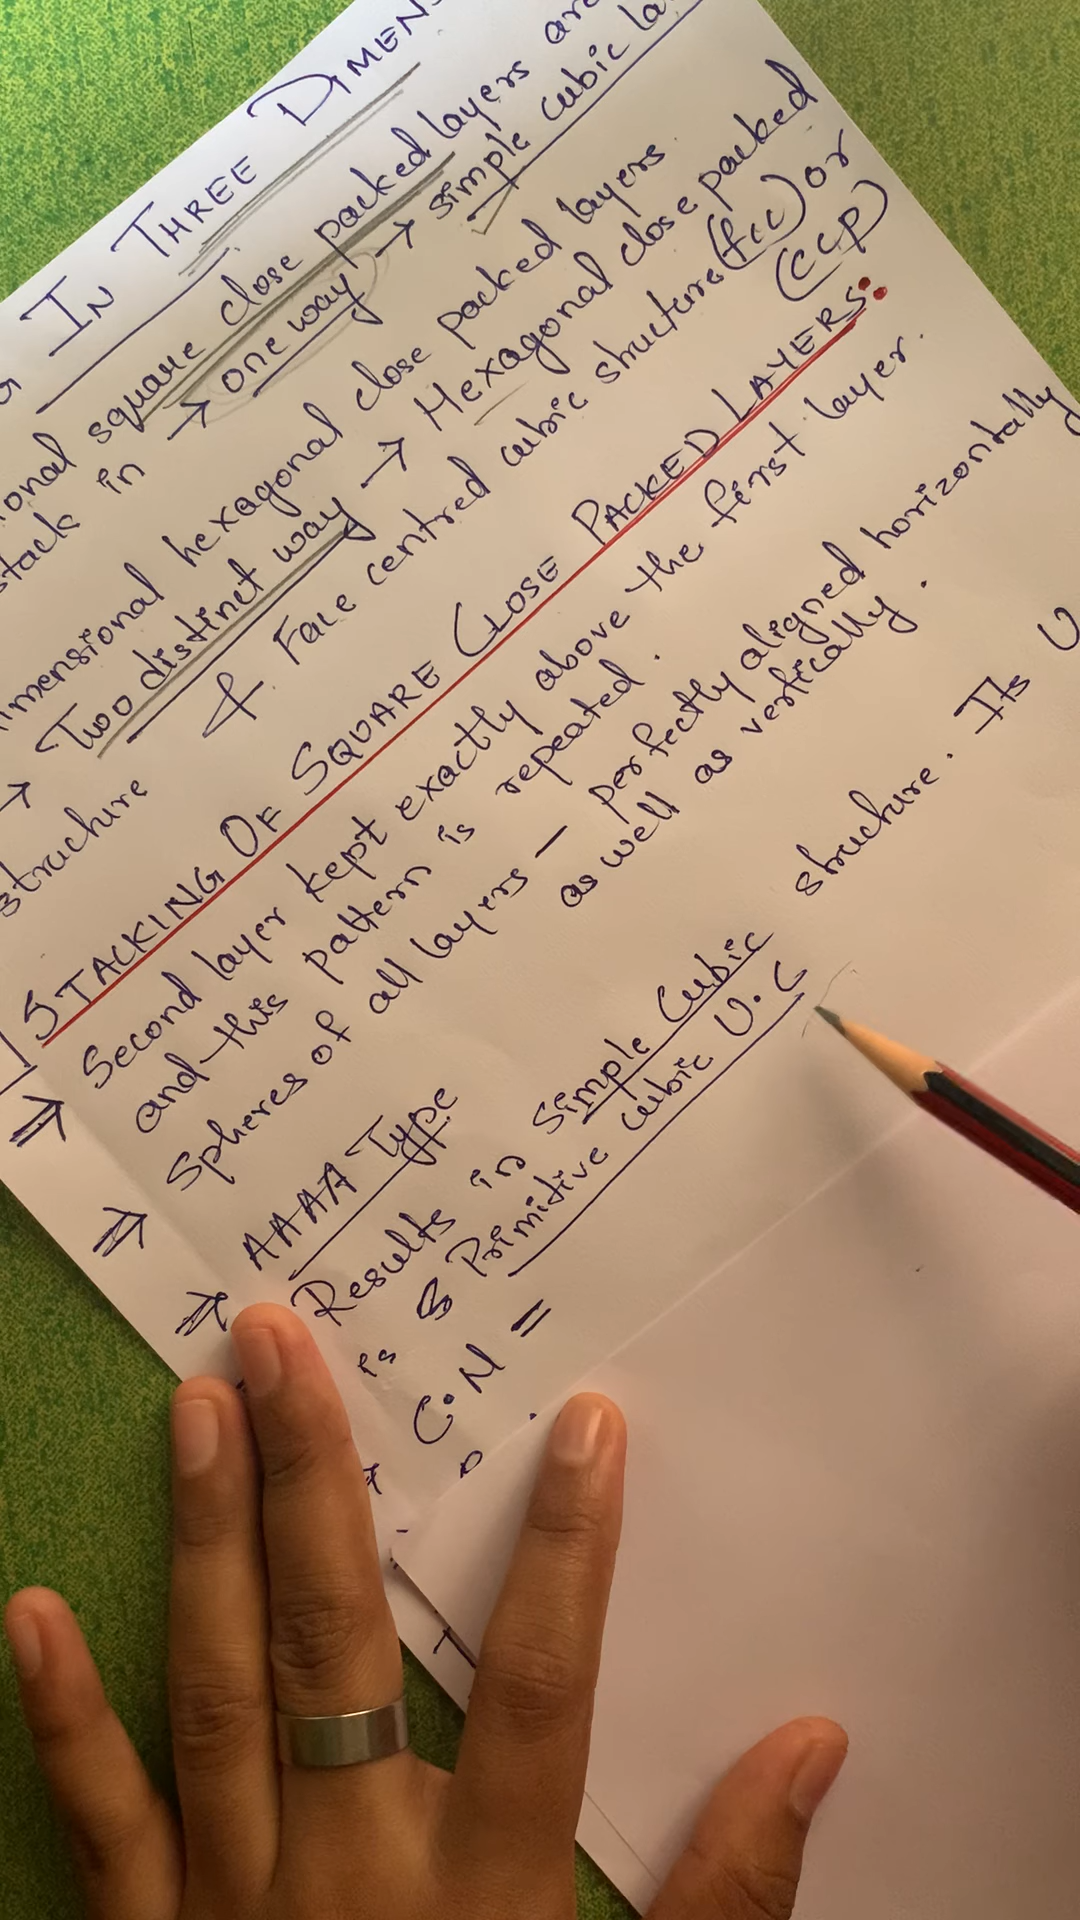 IN THREE DIMEN
onal square close packed layers are
stack in → one way → simple cubic la
imensional hexagonal close packed layers
→ Two distinct way → Hexagonal close packed
structure & Face centred cubic structure (fcc) or
(ccp)
STACKING OF SQUARE CLOSE PACKED LAYERS:
⇒ Second layer kept exactly above the first layer.
and this pattern is repeated.
⇒ Spheres of all layers – perfectly aligned horizontally
as well as vertically.
⇒ AAAA Type
Results in simple cubic structure. Its U
is Primitive cubic U.C
C.N =